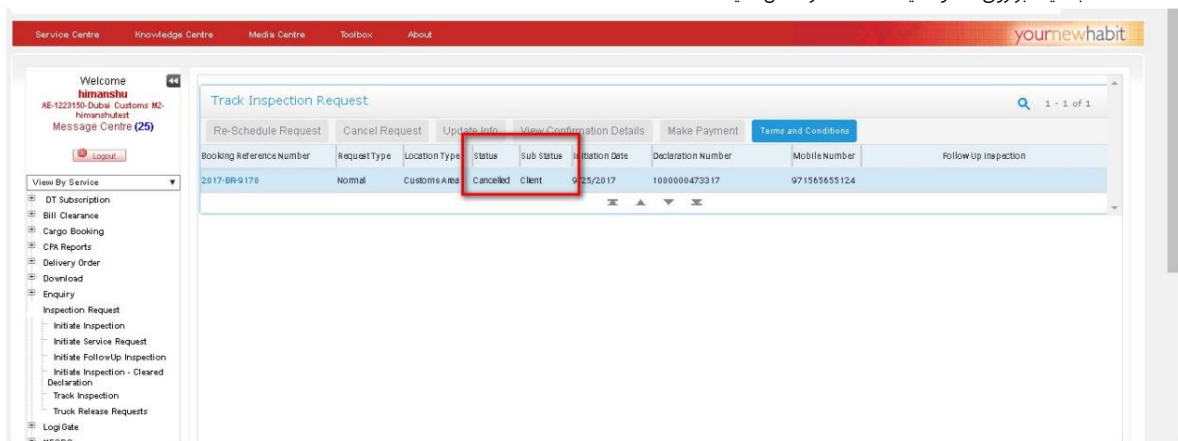 Service Centre Knowledge Centre Media Centre Toolbox About
yournewhabit
Welcome
himanshu
AE-1223150-Dubai Customs M2-
himanshutest
Message Centre (25)
Logout
View By Service
DT Subscription
Bill Clearance
Cargo Booking
CPA Reports
Delivery Order
Download
Enquiry
Inspection Request
Initiate Inspection
Initiate Service Request
Initiate FollowUp Inspection
Initiate Inspection - Cleared
Declaration
Track Inspection
Truck Release Requests
LogiGate
Track Inspection Request
1 - 1 of 1
Re-Schedule Request Cancel Request Update Info View Confirmation Details Make Payment Terms and Conditions
Booking Reference Number Request Type Location Type Status Sub Status Initiation Date Declaration Number Mobile Number Follow Up Inspection
2017-BR-9178 Normal Customs Area Cancelled Client 9/25/2017 1080000473317 971565655124